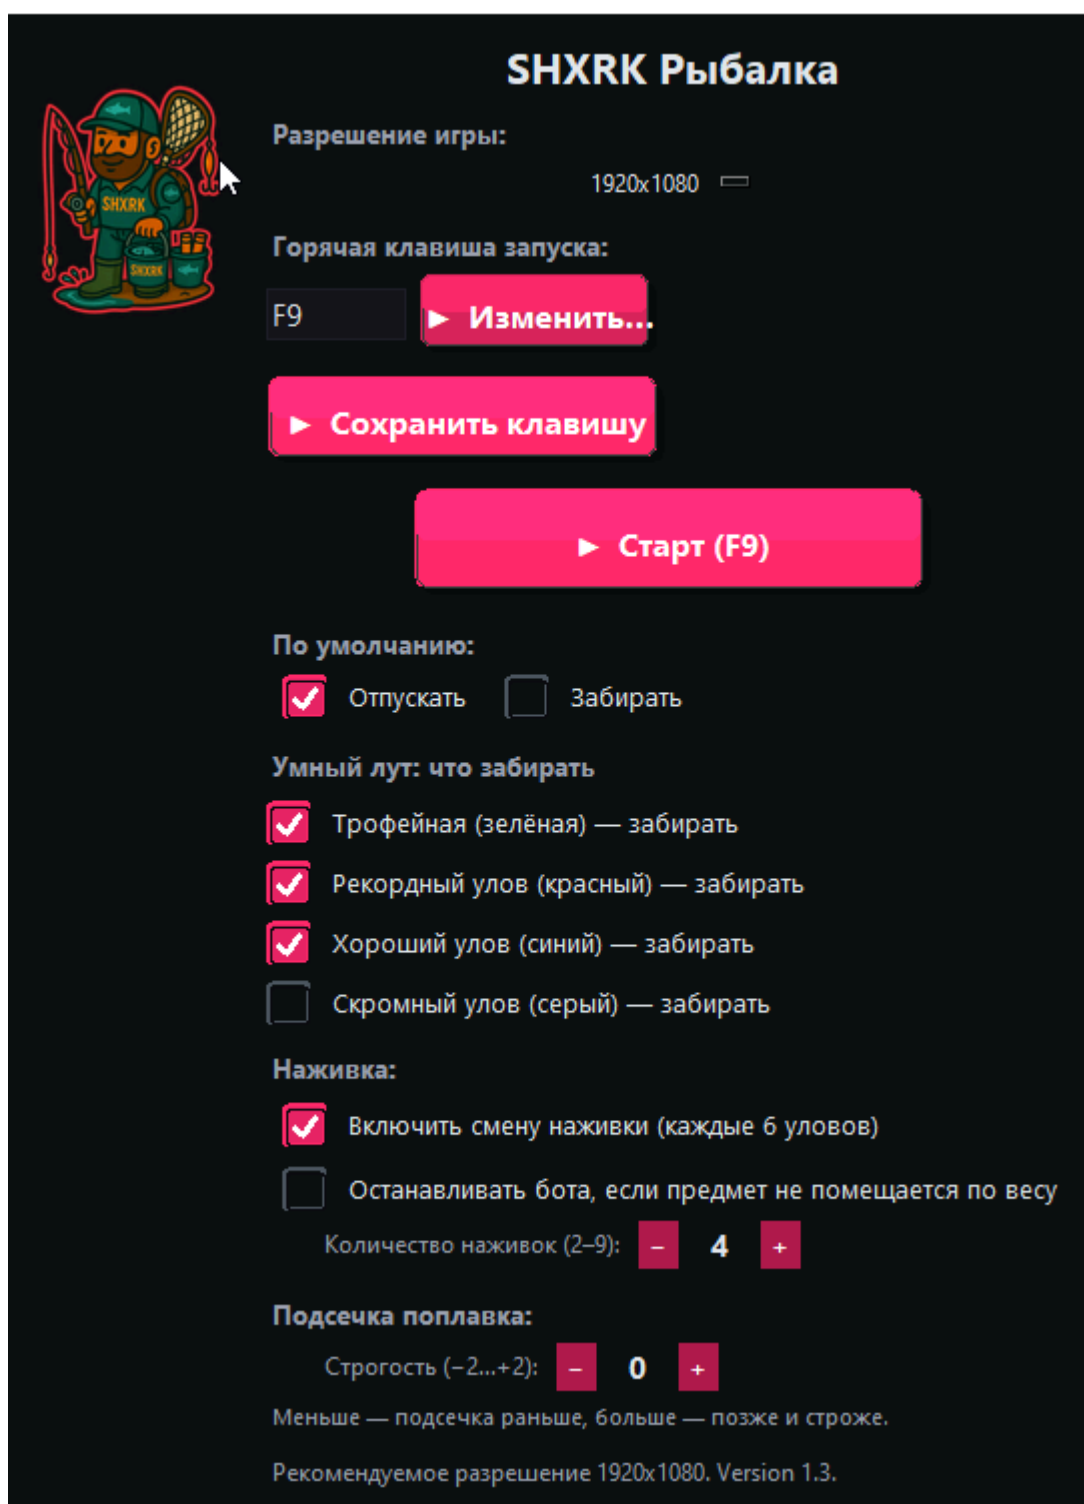 SHXRK Рыбалка
Разрешение игры:
1920x1080
SHXRK
SHXRK
Горячая клавиша запуска:
F9
► Изменить...
► Сохранить клавишу
► Старт (F9)
По умолчанию:
Отпускать Забирать
Умный лут: что забирать
Трофейная (зелёная) — забирать
Рекордный улов (красный) — забирать
Хороший улов (синий) — забирать
Скромный улов (серый) — забирать
Наживка:
Включить смену наживки (каждые 6 уловов)
Останавливать бота, если предмет не помещается по весу
Количество наживок (2–9): – 4 +
Подсечка поплавка:
Строгость (−2...+2): – 0 +
Меньше — подсечка раньше, больше — позже и строже.
Рекомендуемое разрешение 1920x1080. Version 1.3.